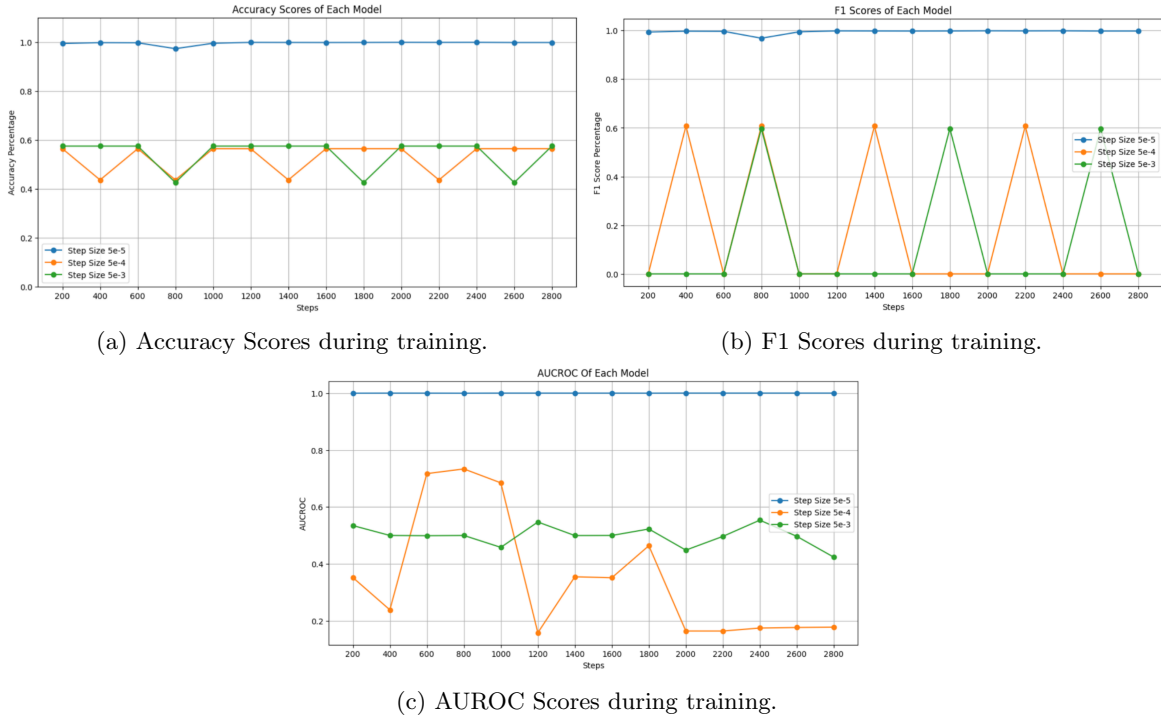 Accuracy Scores of Each Model
Accuracy Percentage
1.0
0.8
0.6
0.4
0.2
0.0
Step Size 5e-5
Step Size 5e-4
Step Size 5e-3
200 400 600 800 1000 1200 1400 1600 1800 2000 2200 2400 2600 2800
Steps
(a) Accuracy Scores during training.
F1 Scores of Each Model
F1 Score Percentage
1.0
0.8
0.6
0.4
0.2
0.0
Step Size 5e-5
Step Size 5e-4
Step Size 5e-3
200 400 600 800 1000 1200 1400 1600 1800 2000 2200 2400 2600 2800
Steps
(b) F1 Scores during training.
AUCROC Of Each Model
AUCROC
1.0
0.8
0.6
0.4
0.2
Step Size 5e-5
Step Size 5e-4
Step Size 5e-3
200 400 600 800 1000 1200 1400 1600 1800 2000 2200 2400 2600 2800
Steps
(c) AUROC Scores during training.